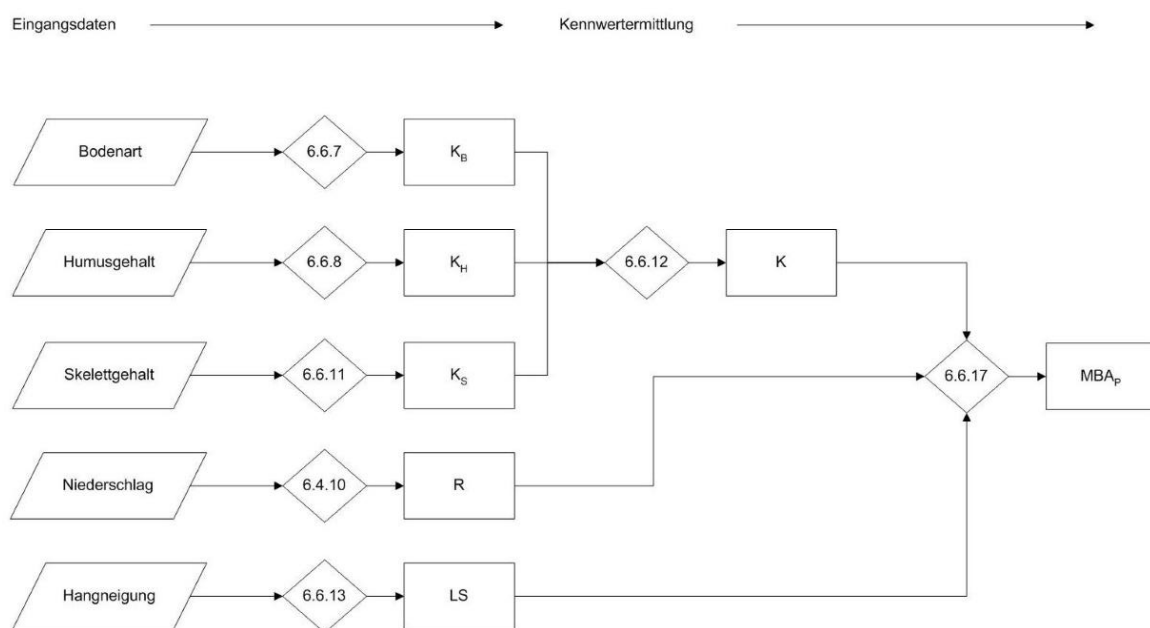 Eingangsdaten
Kennwertermittlung
Bodenart
6.6.7
K_B
Humusgehalt
6.6.8
K_H
6.6.12
K
Skelettgehalt
6.6.11
K_S
6.6.17
MBA_P
Niederschlag
6.4.10
R
Hangneigung
6.6.13
LS